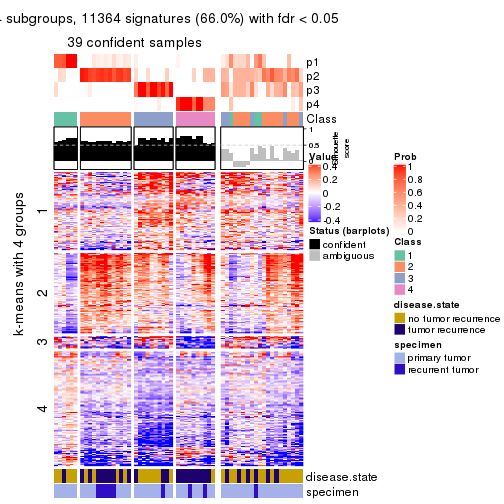 subgroups, 11364 signatures (66.0%) with fdr < 0.05
39 confident samples
p1
p2
p3
p4
Class
1
0.5
0
silhouette
score
k-means with 4 groups
1
2
3
4
Value
0.4
0.2
0
-0.2
-0.4
Status (barplots)
confident
ambiguous
Prob
1
0.8
0.6
0.4
0.2
0
Class
1
2
3
4
disease.state
no tumor recurrence
tumor recurrence
specimen
primary tumor
recurrent tumor
disease.state
specimen